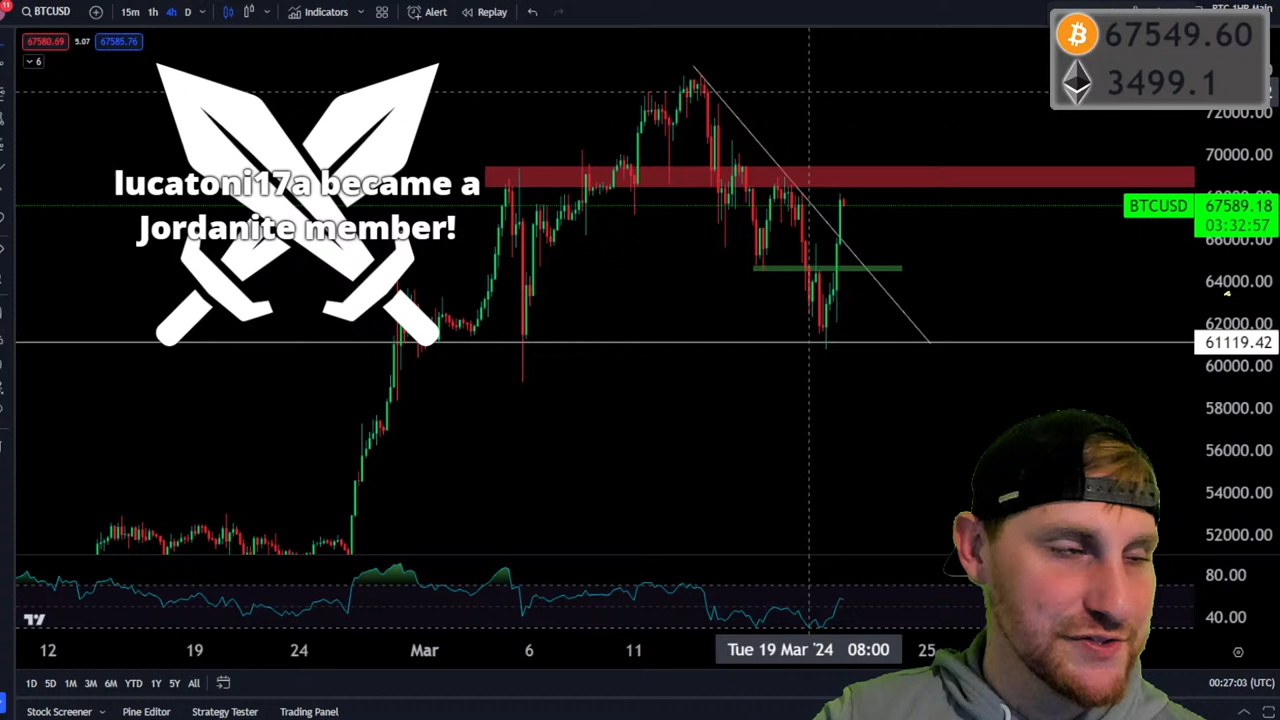 11
BTCUSD
15m 1h 4h D
Indicators
Alert
Replay
67580.69 5.07 67585.76
6
67549.60
3499.1
lucatoni17a became a
Jordanite member!
72000.00
70000.00
BTCUSD 67589.18
03:32:57
66000.00
64000.00
62000.00
61119.42
60000.00
58000.00
56000.00
54000.00
52000.00
80.00
40.00
12 19 24 Mar 6 11 Tue 19 Mar '24 08:00 25
1D 5D 1M 3M 6M YTD 1Y 5Y All
00:27:03 (UTC)
Stock Screener Pine Editor Strategy Tester Trading Panel